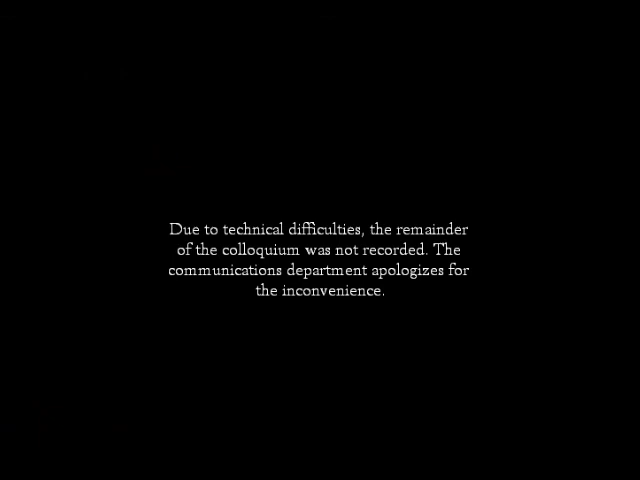 Due to technical difficulties, the remainder
of the colloquium was not recorded. The
communications department apologizes for
the inconvenience.